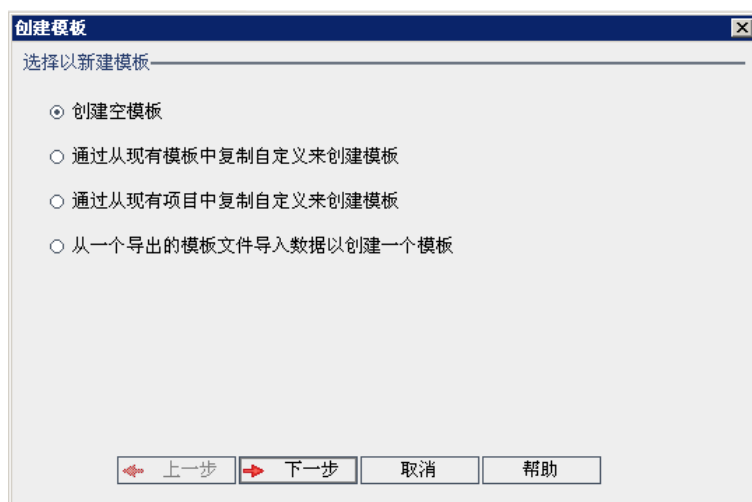 创建模板
选择以新建模板
创建空模板
通过从现有模板中复制自定义来创建模板
通过从现有项目中复制自定义来创建模板
从一个导出的模板文件导入数据以创建一个模板
上一步 下一步 取消 帮助